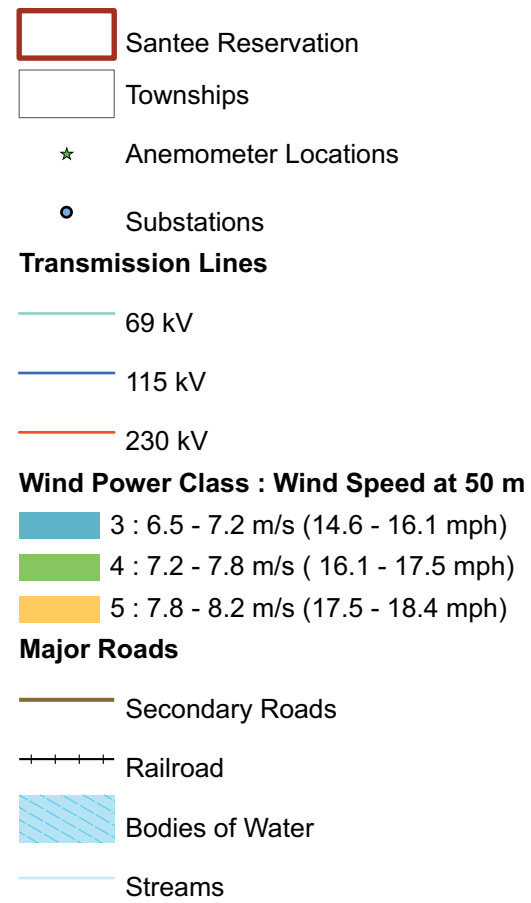 Santee Reservation
Townships
Anemometer Locations
Substations
Transmission Lines
69 kV
115 kV
230 kV
Wind Power Class : Wind Speed at 50 m
3 : 6.5 - 7.2 m/s (14.6 - 16.1 mph)
4 : 7.2 - 7.8 m/s ( 16.1 - 17.5 mph)
5 : 7.8 - 8.2 m/s (17.5 - 18.4 mph)
Major Roads
Secondary Roads
Railroad
Bodies of Water
Streams